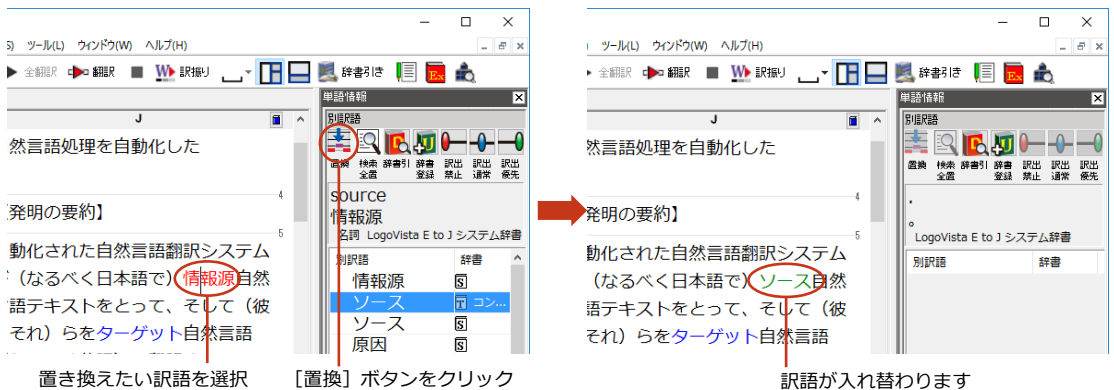 S) ツール(L) ウィンドウ(W) ヘルプ(H)
全翻訳 翻訳 訳振り 辞書引き Ex
単語情報
別訳語
置換 検索全置 辞書引 辞書登録 訳出禁止 訳出通常 訳出優先
J
然言語処理を自動化した
4
発明の要約】
5
動化された自然言語翻訳システム
（なるべく日本語で）情報源自然
語テキストをとって、そして（彼
それ）らをターゲット自然言語
source
情報源
名詞 LogoVista E to J システム辞書
別訳語 辞書
情報源 S
ソース T コン...
ソース S
原因 S
置き換えたい訳語を選択
［置換］ボタンをクリック
) ツール(L) ウィンドウ(W) ヘルプ(H)
全翻訳 翻訳 訳振り 辞書引き Ex
単語情報
別訳語
置換 検索全置 辞書引 辞書登録 訳出禁止 訳出通常 訳出優先
J
然言語処理を自動化した
4
発明の要約】
5
動化された自然言語翻訳システム
（なるべく日本語で）ソース自然
語テキストをとって、そして（彼
それ）らをターゲット自然言語
.
。
LogoVista E to J システム辞書
別訳語 辞書
訳語が入れ替わります